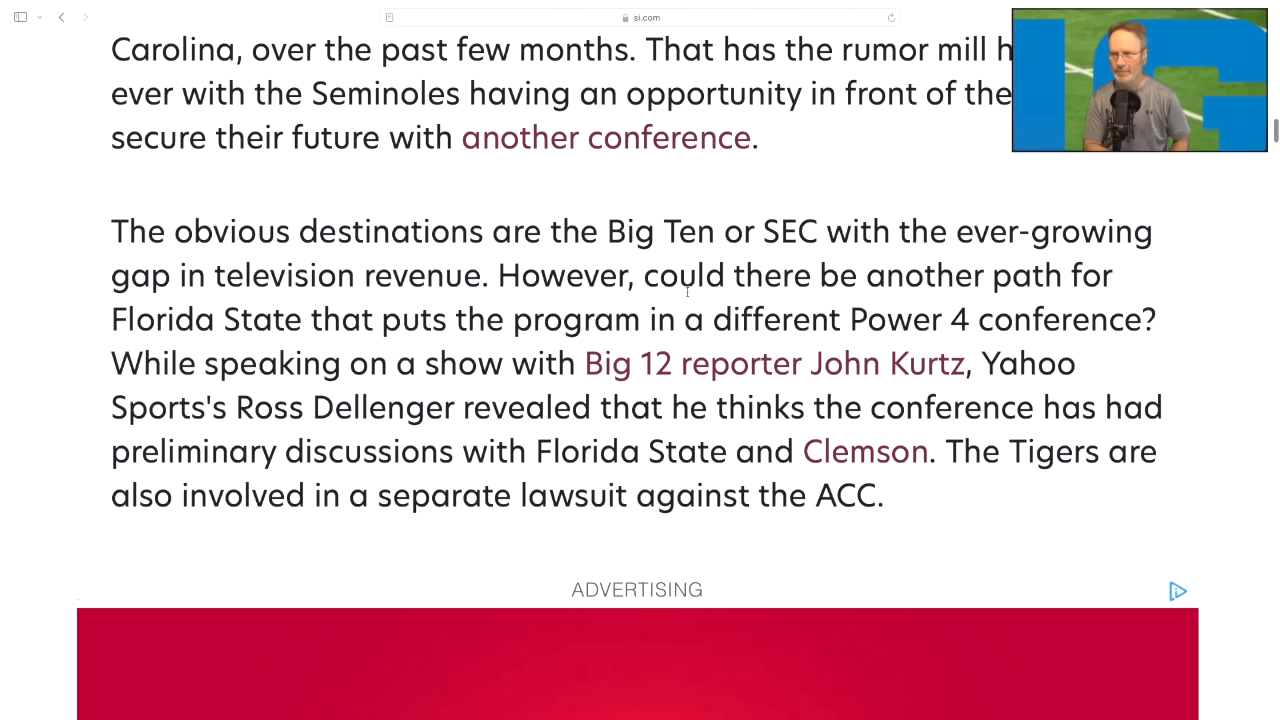 si.com
Carolina, over the past few months. That has the rumor mill
ever with the Seminoles having an opportunity in front of the
secure their future with another conference.
The obvious destinations are the Big Ten or SEC with the ever-growing
gap in television revenue. However, could there be another path for
Florida State that puts the program in a different Power 4 conference?
While speaking on a show with Big 12 reporter John Kurtz, Yahoo
Sports's Ross Dellenger revealed that he thinks the conference has had
preliminary discussions with Florida State and Clemson. The Tigers are
also involved in a separate lawsuit against the ACC.
ADVERTISING